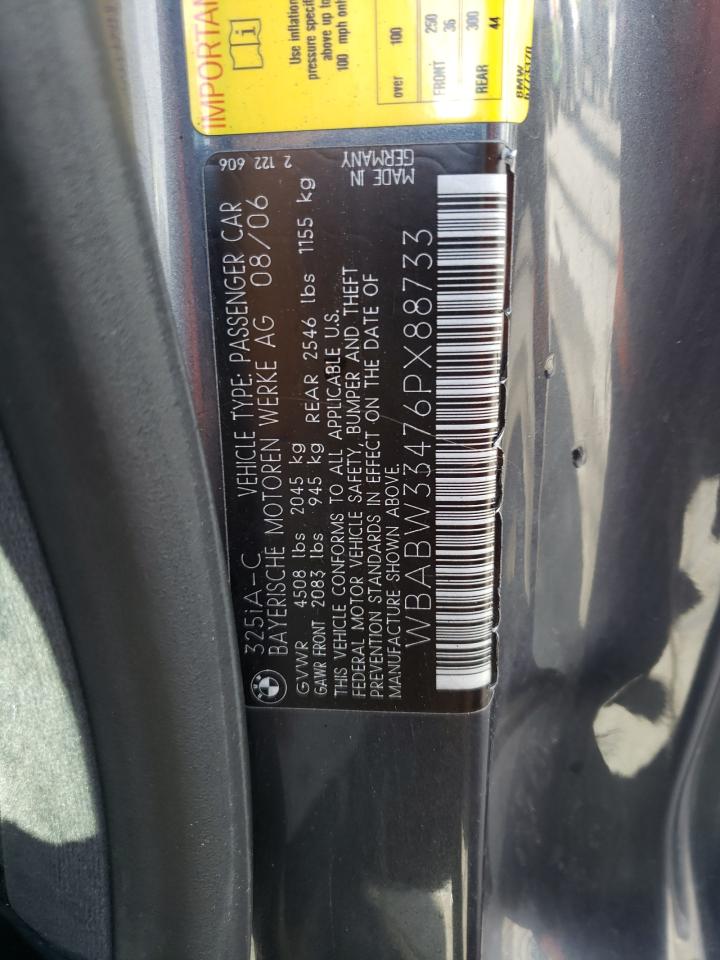 IMPORTAN
Use inflation
pressure specif
above up to
100 mph only
over 100
FRONT 250 36
REAR 300 44
BMW
325iA-C VEHICLE TYPE: PASSENGER CAR
BAYERISCHE MOTOREN WERKE AG 08/06
2 122 606
GVWR 4508 lbs 2045 kg
GAWR FRONT 2083 lbs 945 kg REAR 2546 lbs 1155 kg
THIS VEHICLE CONFORMS TO ALL APPLICABLE U.S.
FEDERAL MOTOR VEHICLE SAFETY, BUMPER AND THEFT
PREVENTION STANDARDS IN EFFECT ON THE DATE OF
MANUFACTURE SHOWN ABOVE.
MADE IN
GERMANY
WBABW33476PX88733